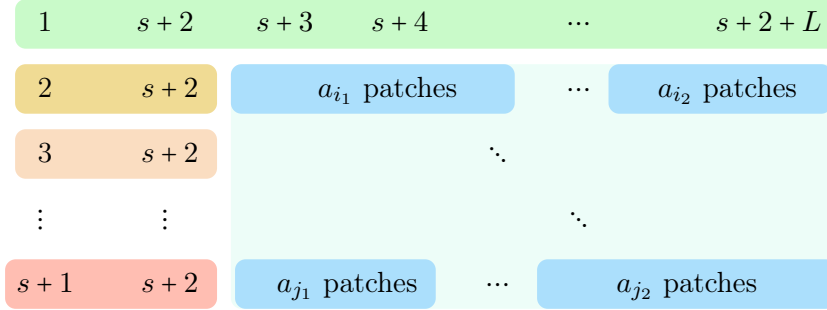 1 s + 2 s + 3 s + 4 ⋯ s + 2 + L
2 s + 2 a_{i_1} patches ⋯ a_{i_2} patches
3 s + 2 ⋱
⋮ ⋮ ⋱
s + 1 s + 2 a_{j_1} patches ⋯ a_{j_2} patches